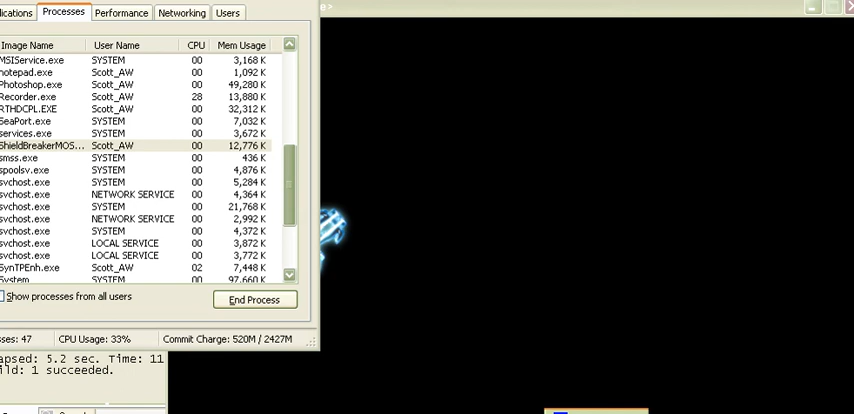 lications Processes Performance Networking Users
e>
Image Name User Name CPU Mem Usage
MSIService.exe SYSTEM 00 3,168 K
notepad.exe Scott_AW 00 1,092 K
Photoshop.exe Scott_AW 00 49,280 K
Recorder.exe Scott_AW 28 13,880 K
RTHDCPL.EXE Scott_AW 00 32,312 K
SeaPort.exe SYSTEM 00 7,032 K
services.exe SYSTEM 00 3,672 K
ShieldBreakerMOS... Scott_AW 00 12,776 K
smss.exe SYSTEM 00 436 K
spoolsv.exe SYSTEM 00 4,876 K
svchost.exe SYSTEM 00 5,284 K
svchost.exe NETWORK SERVICE 00 4,364 K
svchost.exe SYSTEM 00 21,768 K
svchost.exe NETWORK SERVICE 00 2,992 K
svchost.exe SYSTEM 00 4,372 K
svchost.exe LOCAL SERVICE 00 3,872 K
svchost.exe LOCAL SERVICE 00 3,772 K
SynTPEnh.exe Scott_AW 02 7,448 K
System SYSTEM 00 97,660 K
Show processes from all users End Process
sses: 47 CPU Usage: 33% Commit Charge: 520M / 2427M
apsed: 5.2 sec. Time: 11
ild: 1 succeeded.